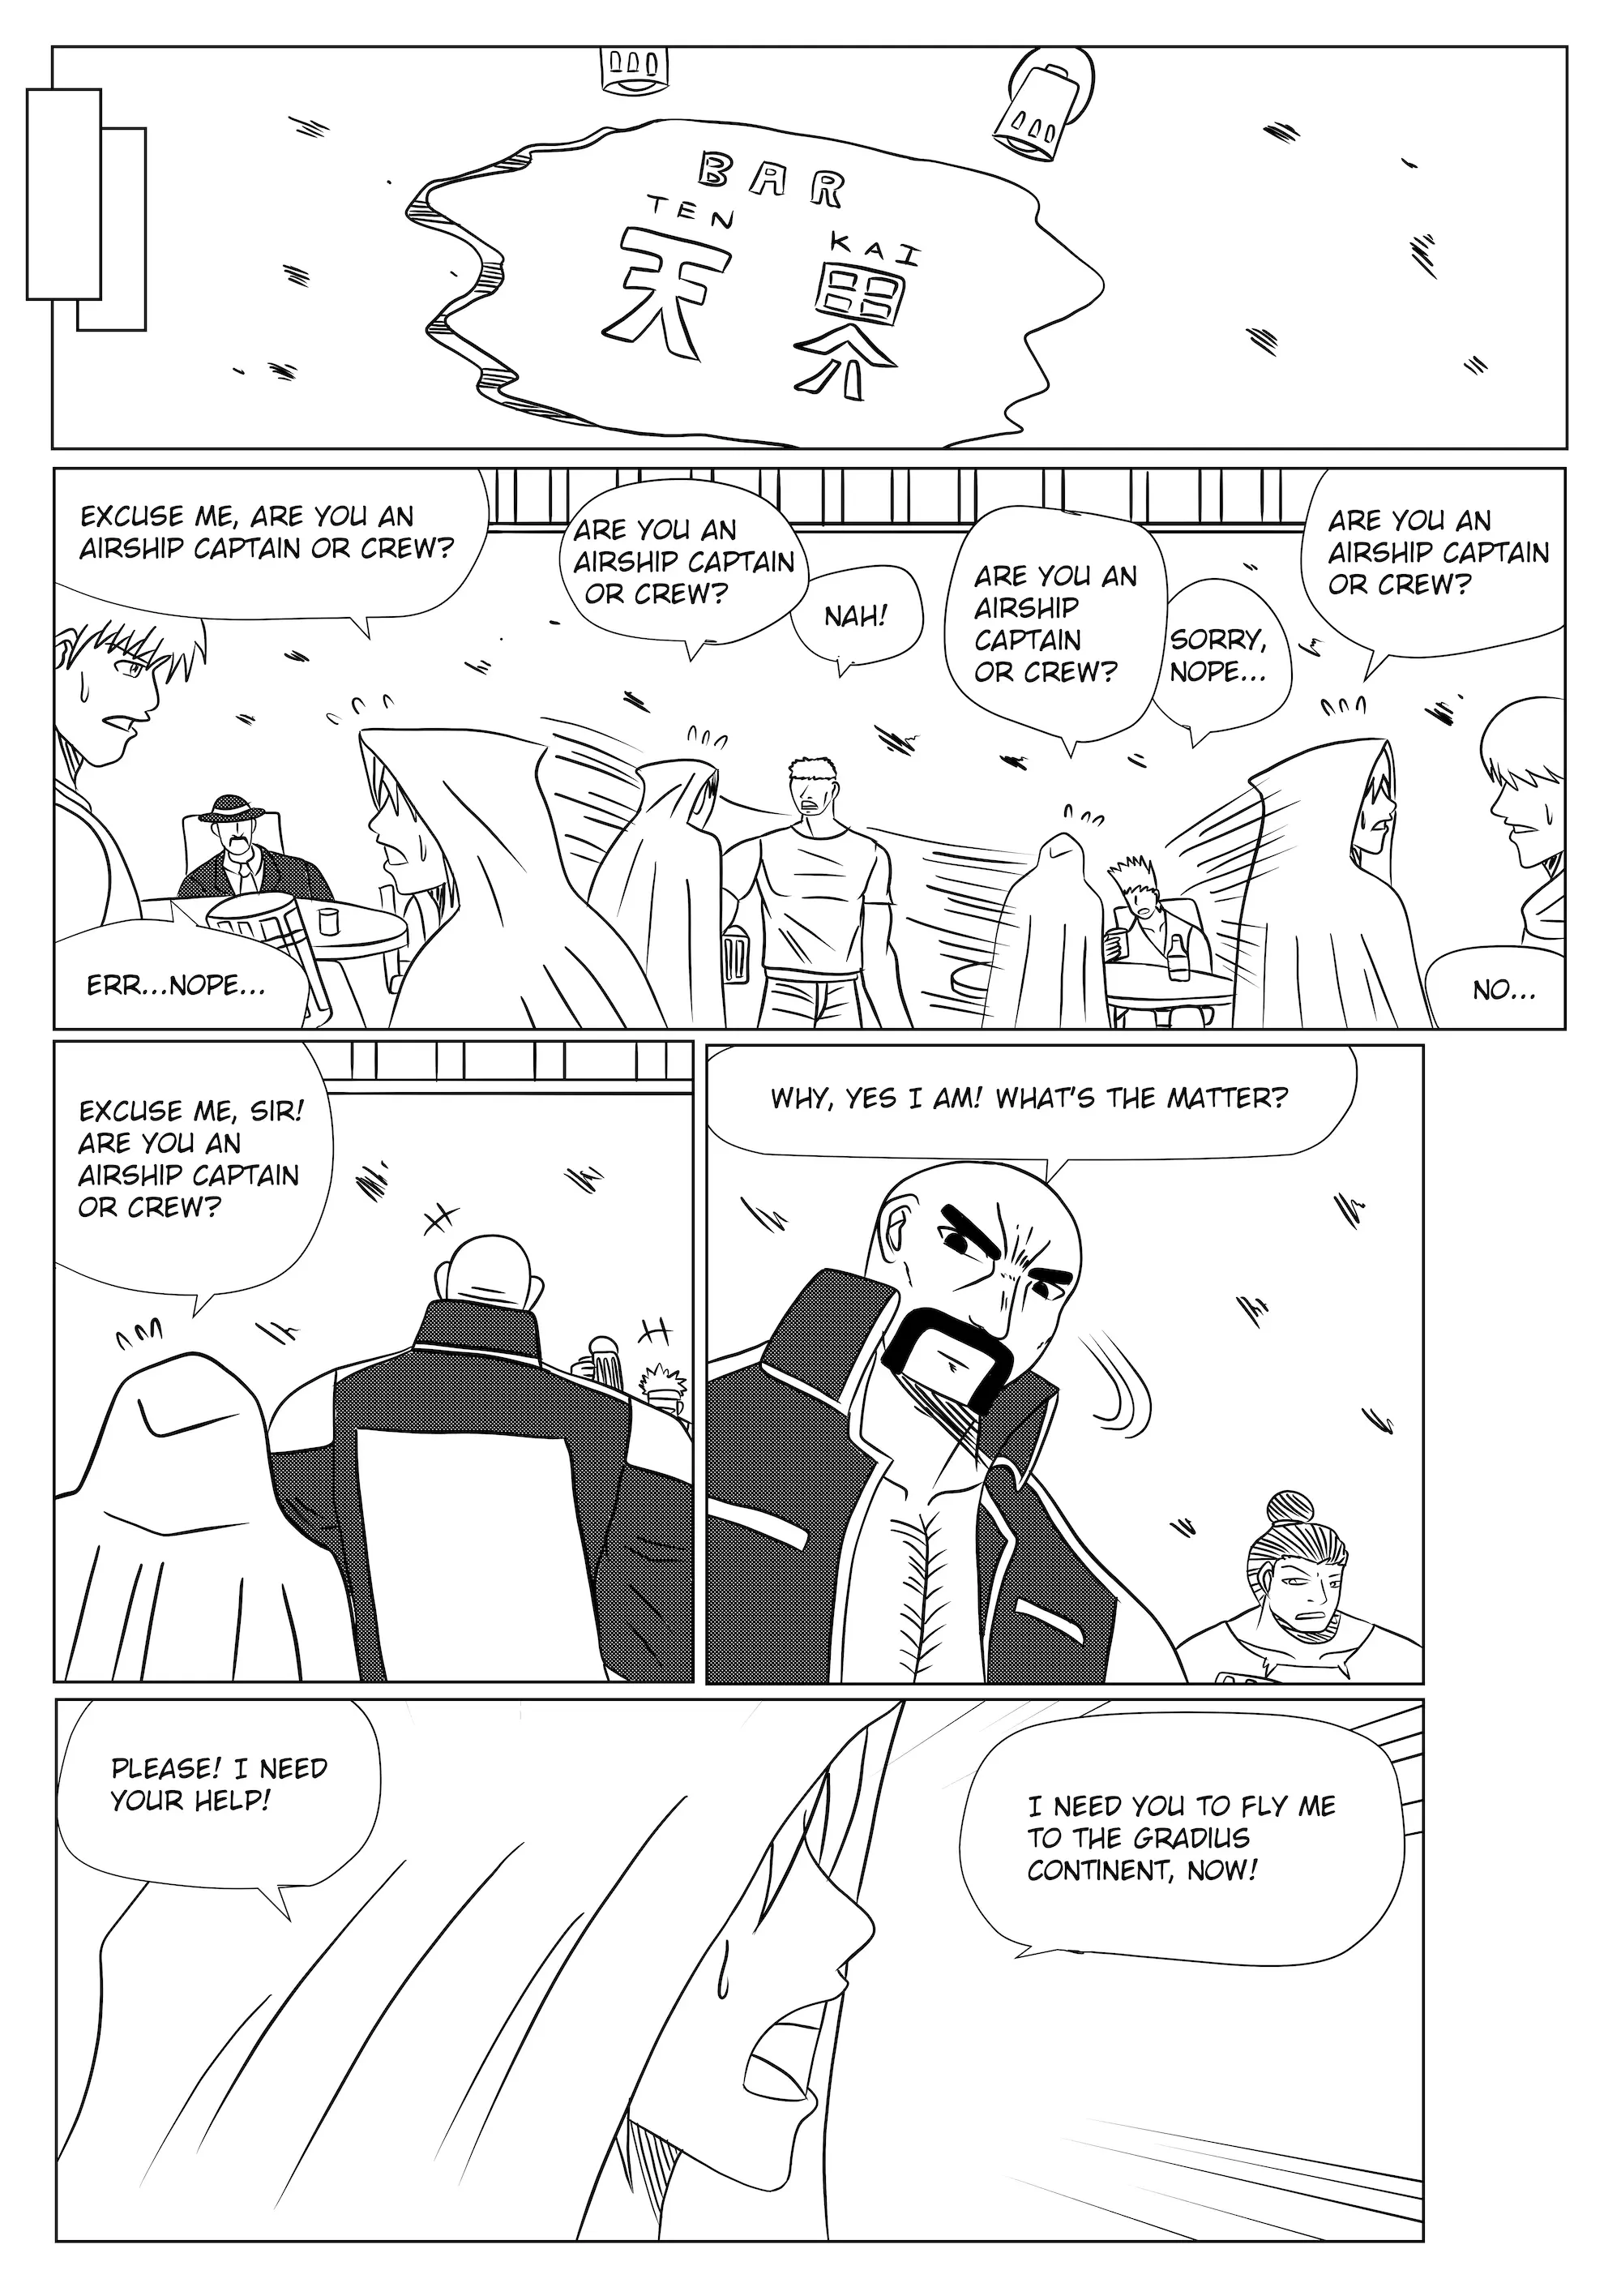 BAR
TEN KAI
天界
EXCUSE ME, ARE YOU AN
AIRSHIP CAPTAIN OR CREW?
ERR...NOPE...
ARE YOU AN
AIRSHIP CAPTAIN
OR CREW?
NAH!
ARE YOU AN
AIRSHIP
CAPTAIN
OR CREW?
SORRY,
NOPE...
ARE YOU AN
AIRSHIP CAPTAIN
OR CREW?
NO...
EXCUSE ME, SIR!
ARE YOU AN
AIRSHIP CAPTAIN
OR CREW?
WHY, YES I AM! WHAT'S THE MATTER?
PLEASE! I NEED
YOUR HELP!
I NEED YOU TO FLY ME
TO THE GRADIUS
CONTINENT, NOW!